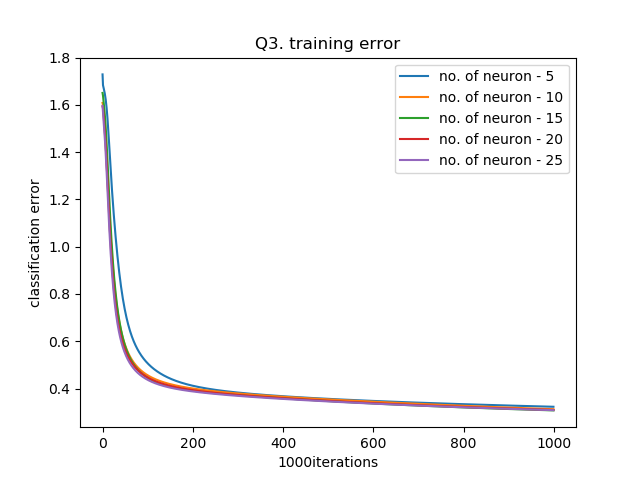 Q3. training error
1.8
1.6
1.4
1.2
1.0
0.8
0.6
0.4
classification error
no. of neuron - 5
no. of neuron - 10
no. of neuron - 15
no. of neuron - 20
no. of neuron - 25
0 200 400 600 800 1000
1000iterations